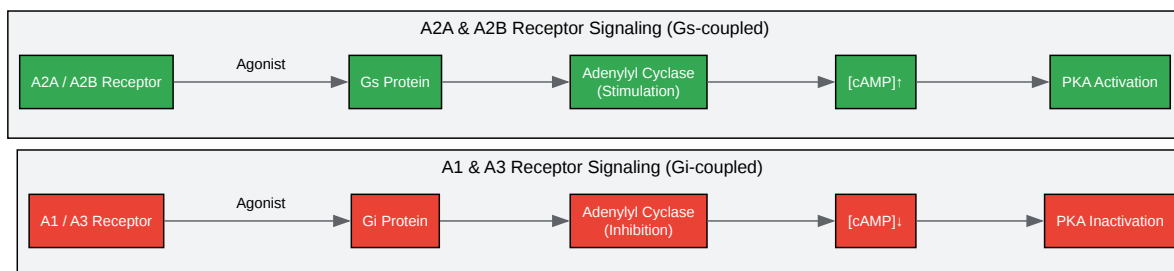 A2A & A2B Receptor Signaling (Gs-coupled)
A2A / A2B Receptor
Agonist
Gs Protein
Adenylyl Cyclase
(Stimulation)
[cAMP]↑
PKA Activation
A1 & A3 Receptor Signaling (Gi-coupled)
A1 / A3 Receptor
Agonist
Gi Protein
Adenylyl Cyclase
(Inhibition)
[cAMP]↓
PKA Inactivation